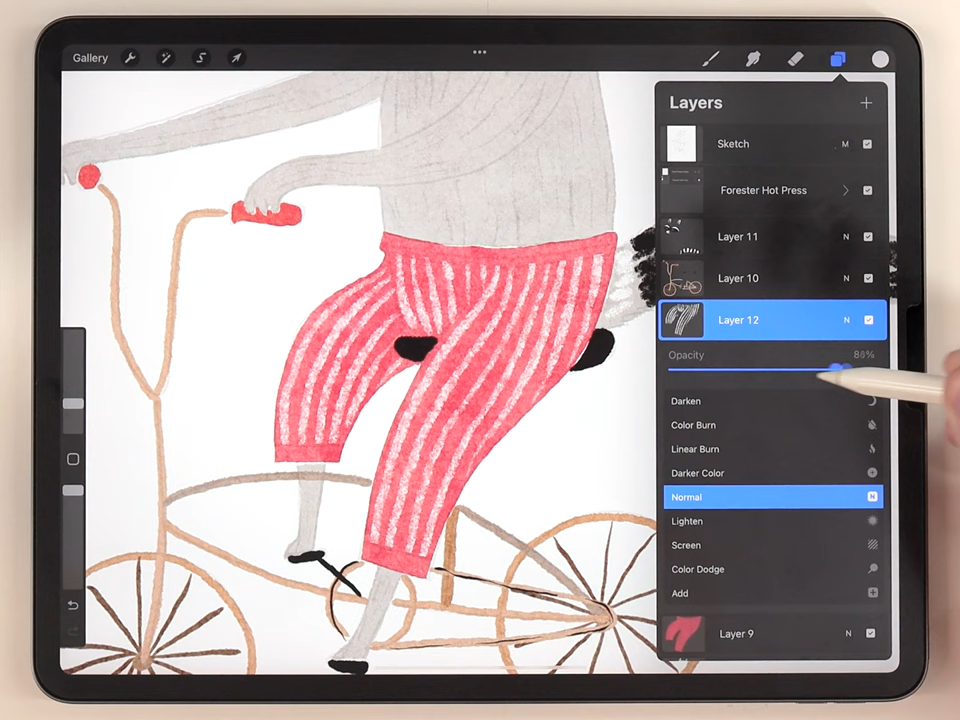 Gallery
Layers
Sketch M
Forester Hot Press
Layer 11 N
Layer 10 N
Layer 12 N
Opacity 86%
Darken
Color Burn
Linear Burn
Darker Color
Normal N
Lighten
Screen
Color Dodge
Add
Layer 9 N